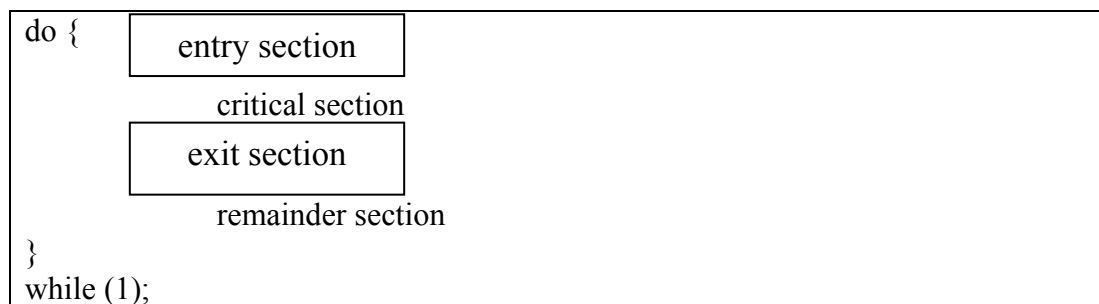 do {
entry section
critical section
exit section
remainder section
}
while (1);